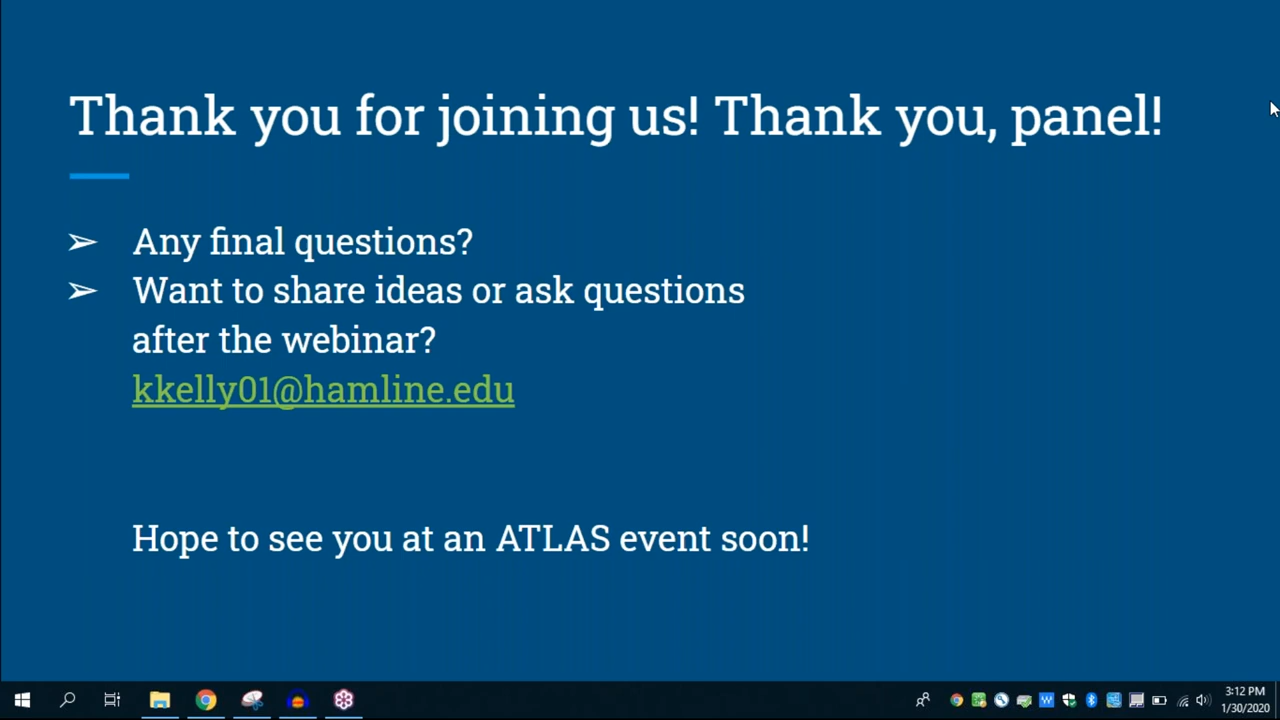 Thank you for joining us! Thank you, panel!
➢ Any final questions?
➢ Want to share ideas or ask questions
after the webinar?
kkelly01@hamline.edu
Hope to see you at an ATLAS event soon!
3:12 PM
1/30/2020